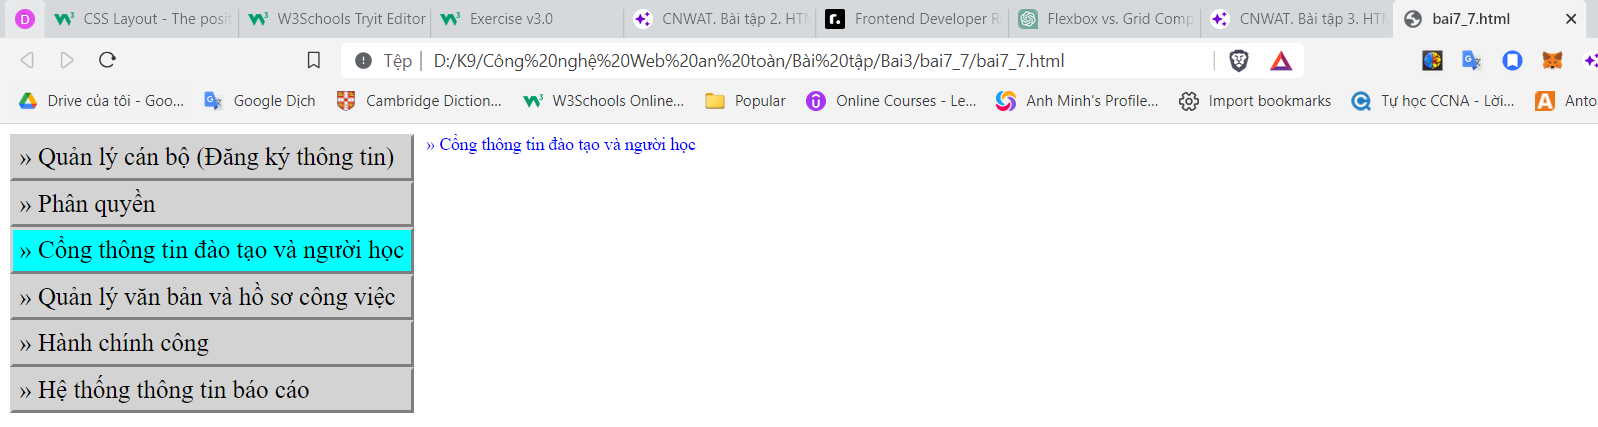 D
CSS Layout - The posit
W3Schools Tryit Editor
Exercise v3.0
CNWAT. Bài tập 2. HTM
Frontend Developer Ro
Flexbox vs. Grid Comp
CNWAT. Bài tập 3. HTM
bai7_7.html
Tệp | D:/K9/Công%20nghệ%20Web%20an%20toàn/Bài%20tập/Bai3/bai7_7/bai7_7.html
Drive của tôi - Goo...
Google Dịch
Cambridge Diction...
W3Schools Online...
Popular
Online Courses - Le...
Anh Minh's Profile...
Import bookmarks
Tự học CCNA - Lời...
Anto
» Quản lý cán bộ (Đăng ký thông tin)
» Phân quyền
» Cổng thông tin đào tạo và người học
» Quản lý văn bản và hồ sơ công việc
» Hành chính công
» Hệ thống thông tin báo cáo
» Cổng thông tin đào tạo và người học